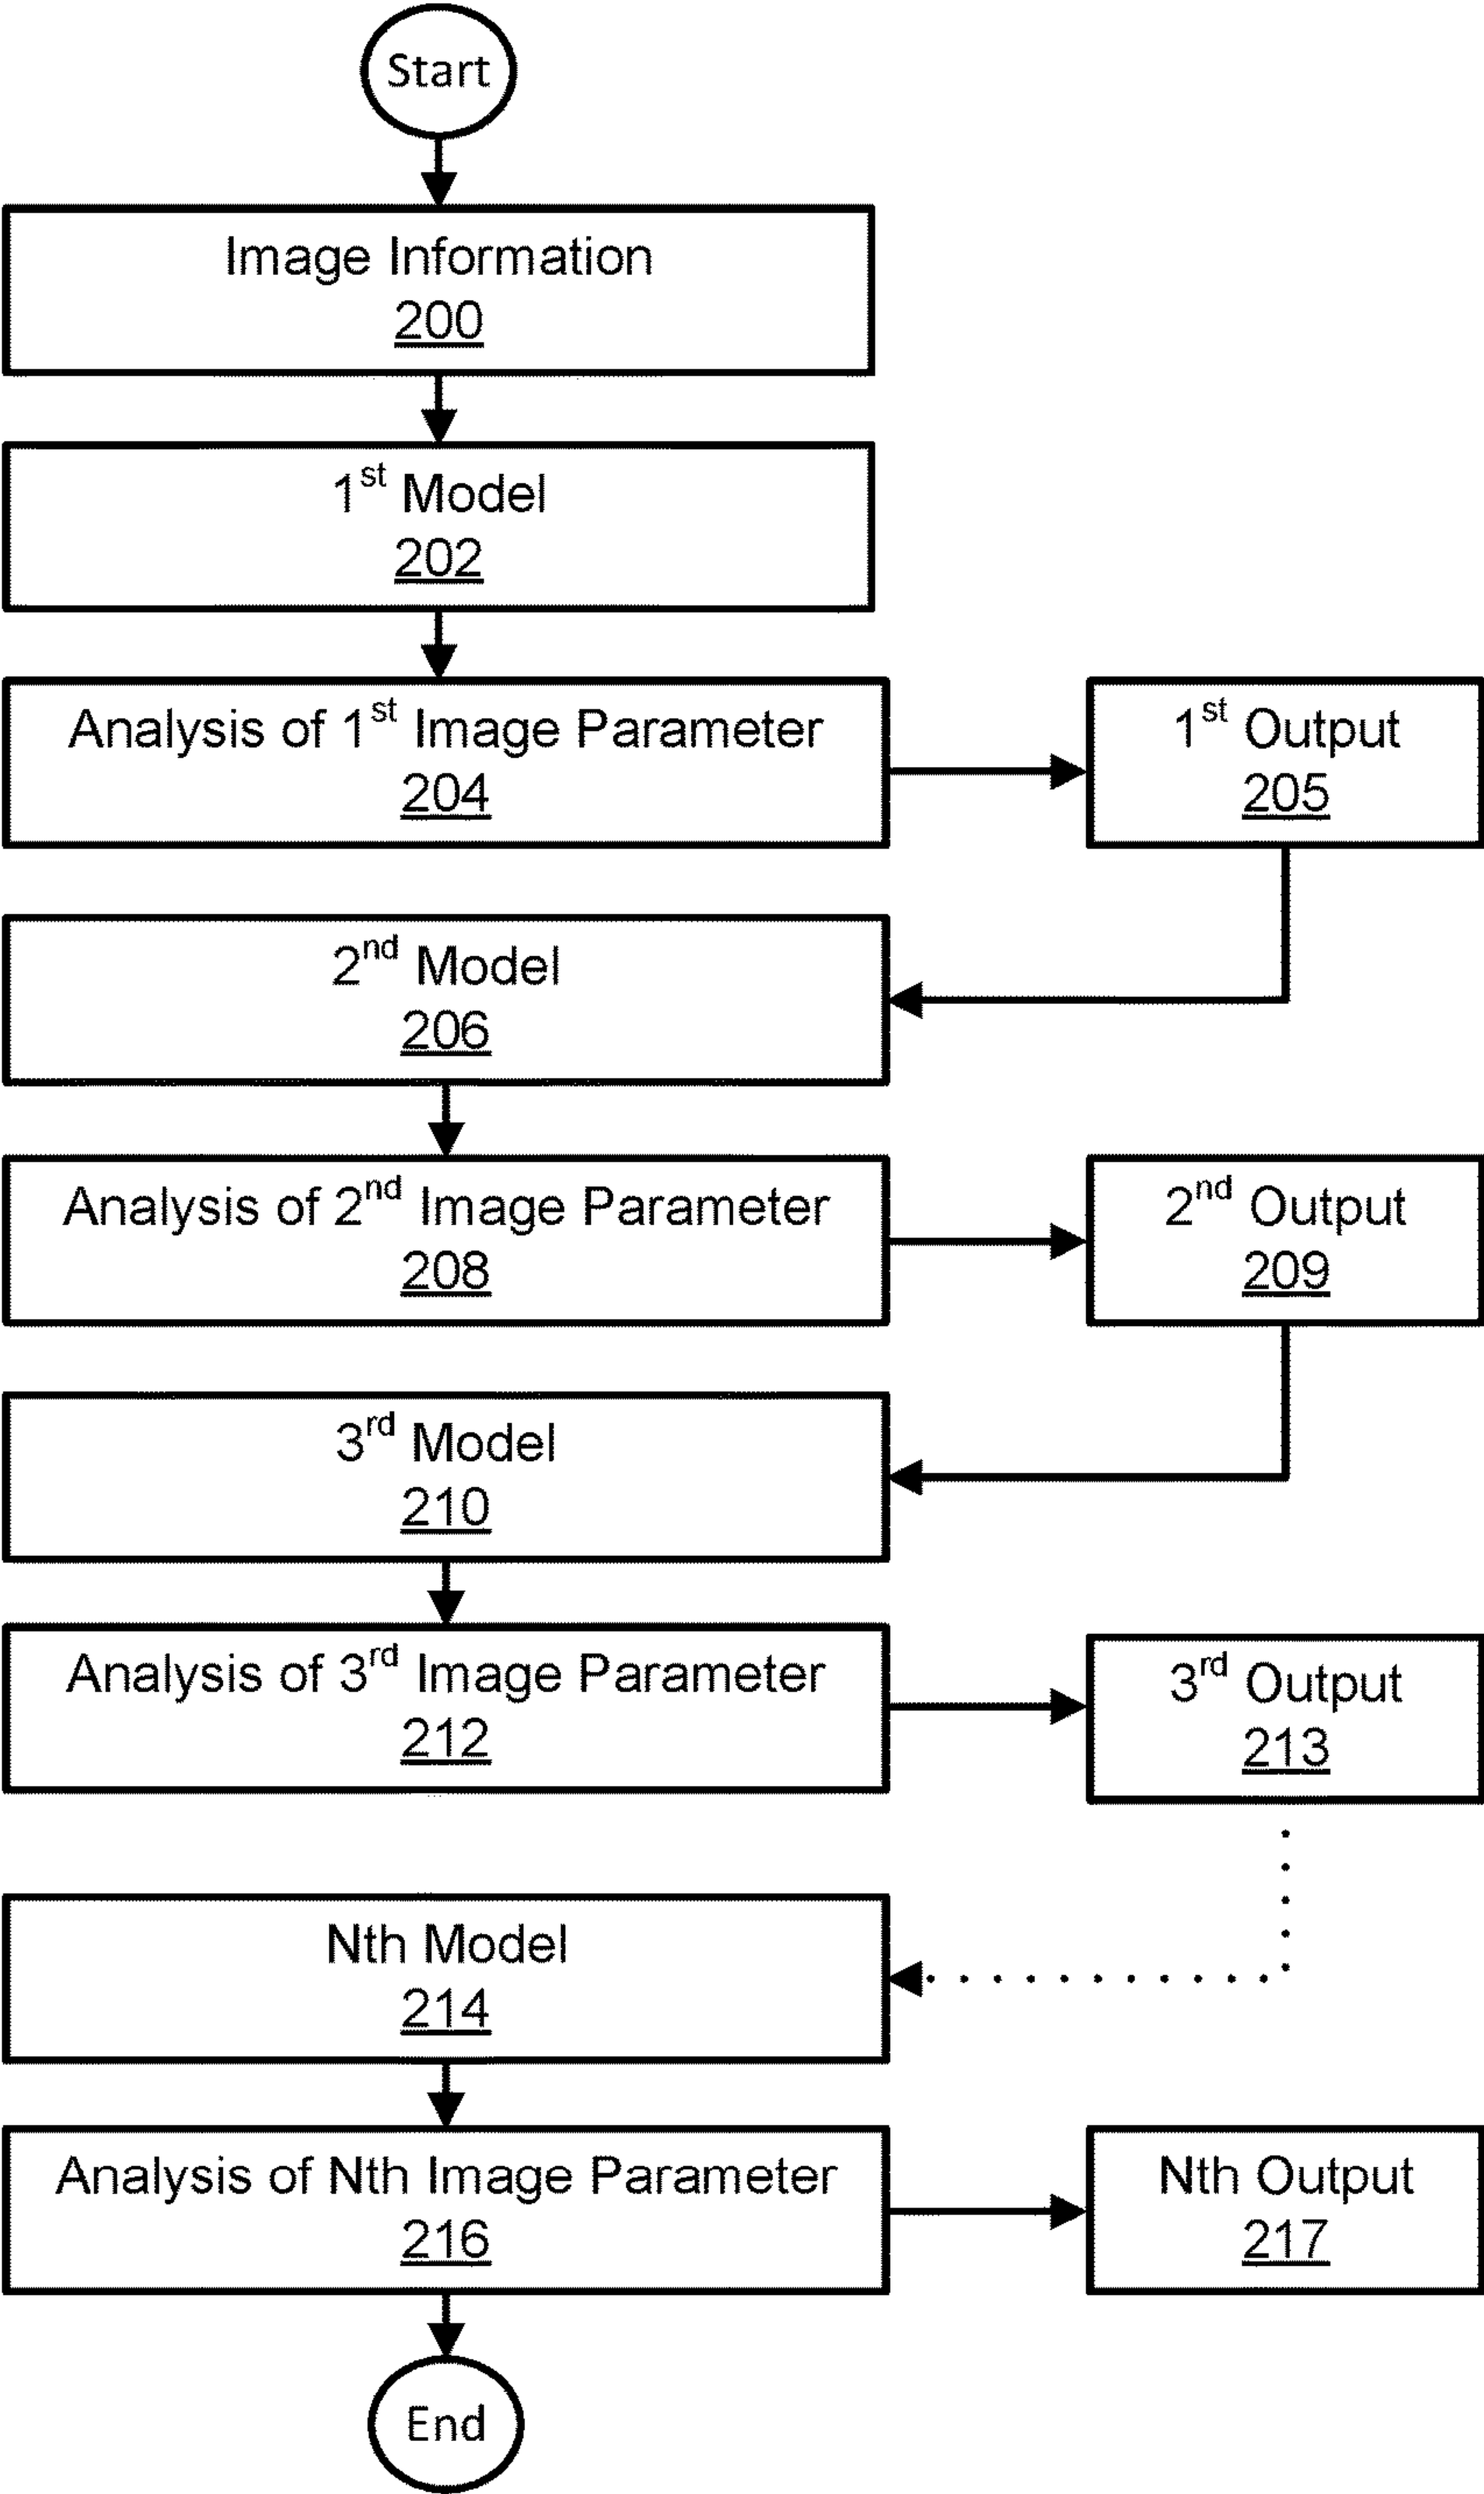 Start
Image Information
200
1st Model
202
Analysis of 1st Image Parameter
204
1st Output
205
2nd Model
206
Analysis of 2nd Image Parameter
208
2nd Output
209
3rd Model
210
Analysis of 3rd Image Parameter
212
3rd Output
213
Nth Model
214
Analysis of Nth Image Parameter
216
Nth Output
217
End